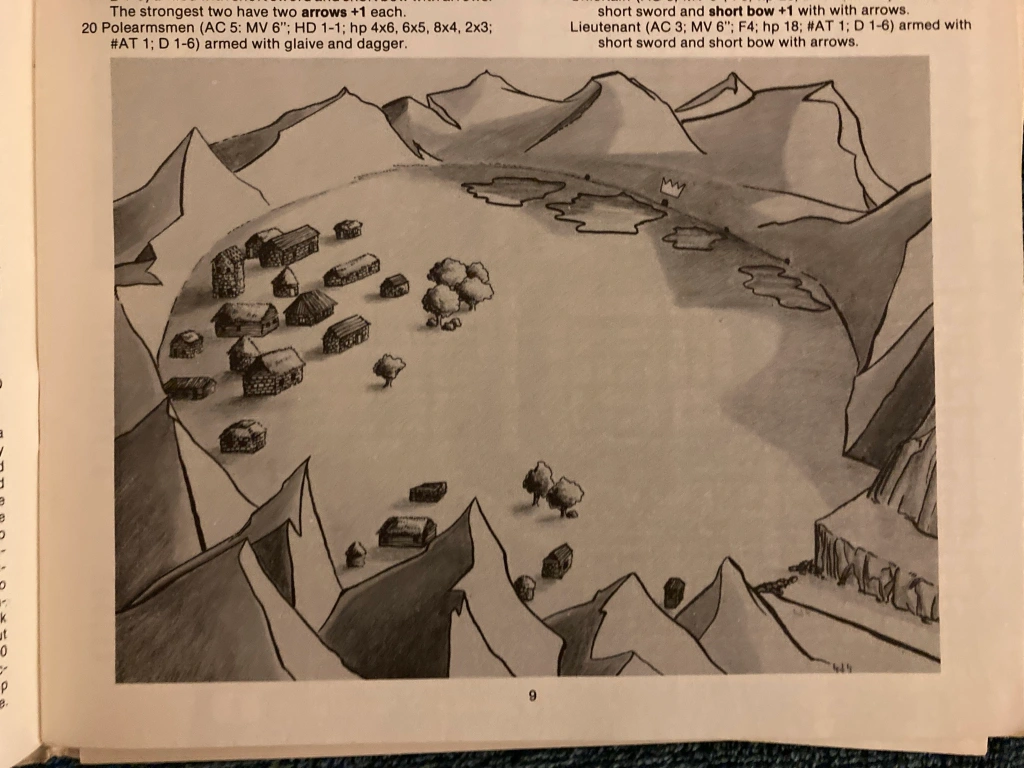 The strongest two have two arrows +1 each.
20 Polearmsmen (AC 5: MV 6"; HD 1-1; hp 4x6, 6x5, 8x4, 2x3;
#AT 1; D 1-6) armed with glaive and dagger.
short sword and short bow +1 with with arrows.
Lieutenant (AC 3; MV 6"; F4; hp 18; #AT 1; D 1-6) armed with
short sword and short bow with arrows.
9